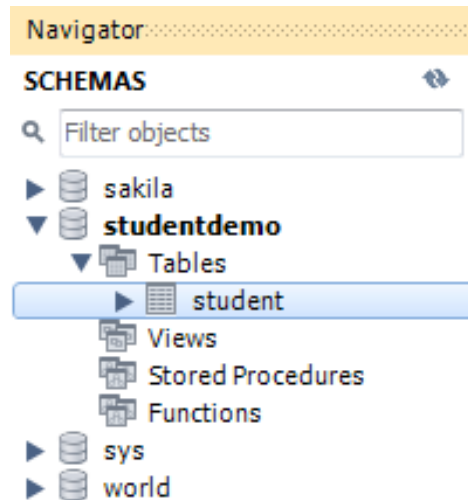 Navigator
SCHEMAS
Filter objects
sakila
studentdemo
Tables
student
Views
Stored Procedures
Functions
sys
world